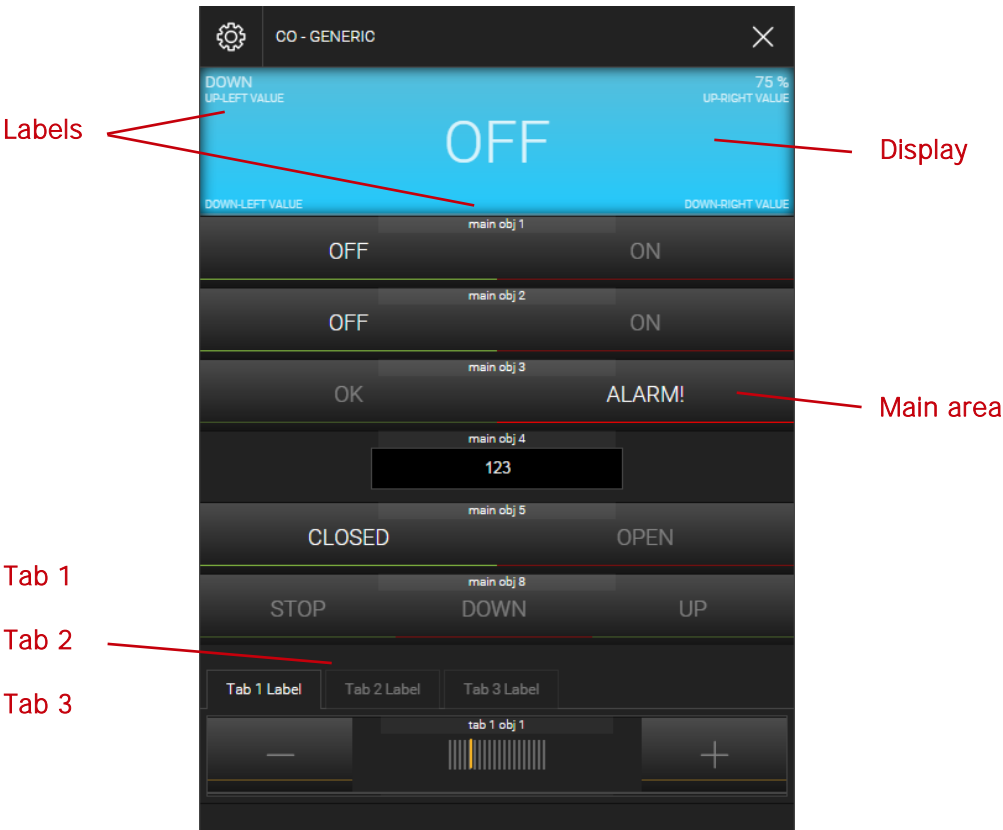 CO - GENERIC
DOWN
75 %
UP-LEFT VALUE
UP-RIGHT VALUE
Labels
OFF
Display
DOWN-LEFT VALUE
DOWN-RIGHT VALUE
main obj 1
OFF ON
main obj 2
OFF ON
main obj 3
OK ALARM!
Main area
main obj 4
123
main obj 5
CLOSED OPEN
Tab 1
main obj 8
STOP DOWN UP
Tab 2
Tab 1 Label Tab 2 Label Tab 3 Label
Tab 3
tab 1 obj 1
— +